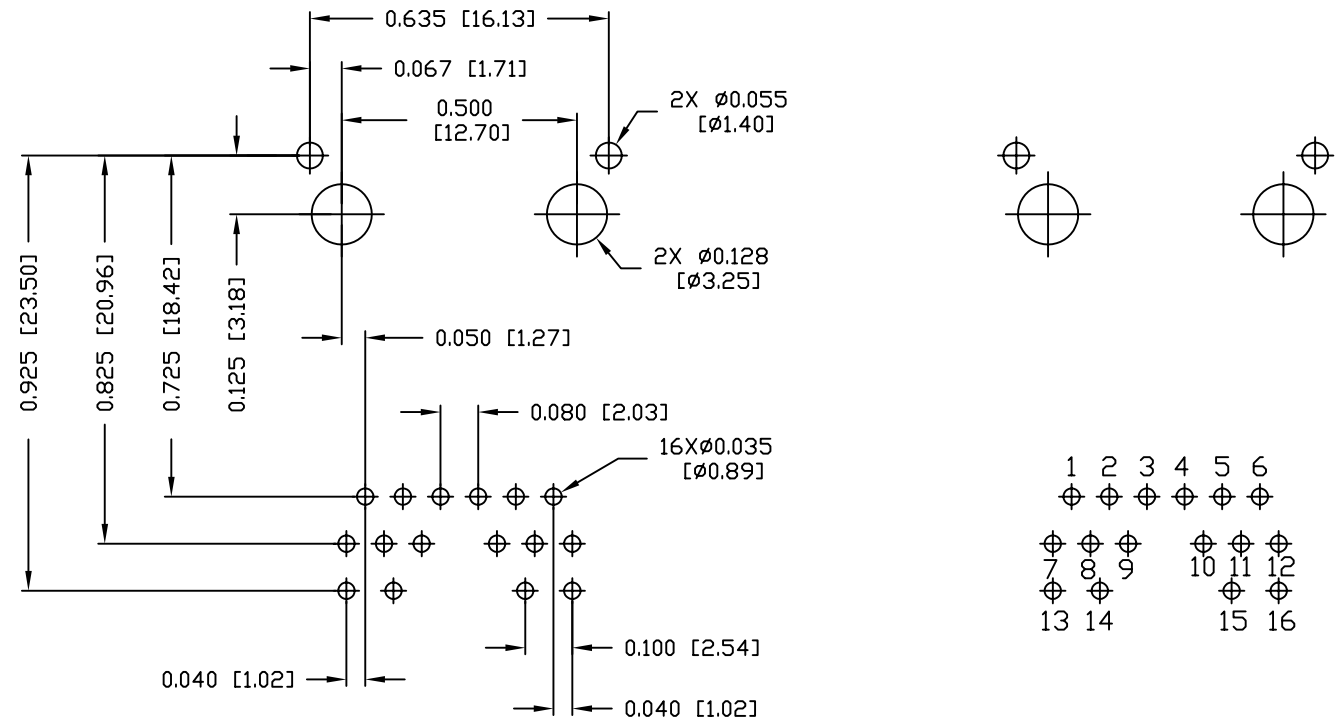 0.635 [16.13]
0.067 [1.71]
0.500
[12.70]
2X Ø0.055
[Ø1.40]
2X Ø0.128
[Ø3.25]
0.925 [23.50]
0.825 [20.96]
0.725 [18.42]
0.125 [3.18]
0.050 [1.27]
0.080 [2.03]
16XØ0.035
[Ø0.89]
1 2 3 4 5 6
7 8 9 10 11 12
13 14 15 16
0.100 [2.54]
0.040 [1.02]
0.040 [1.02]